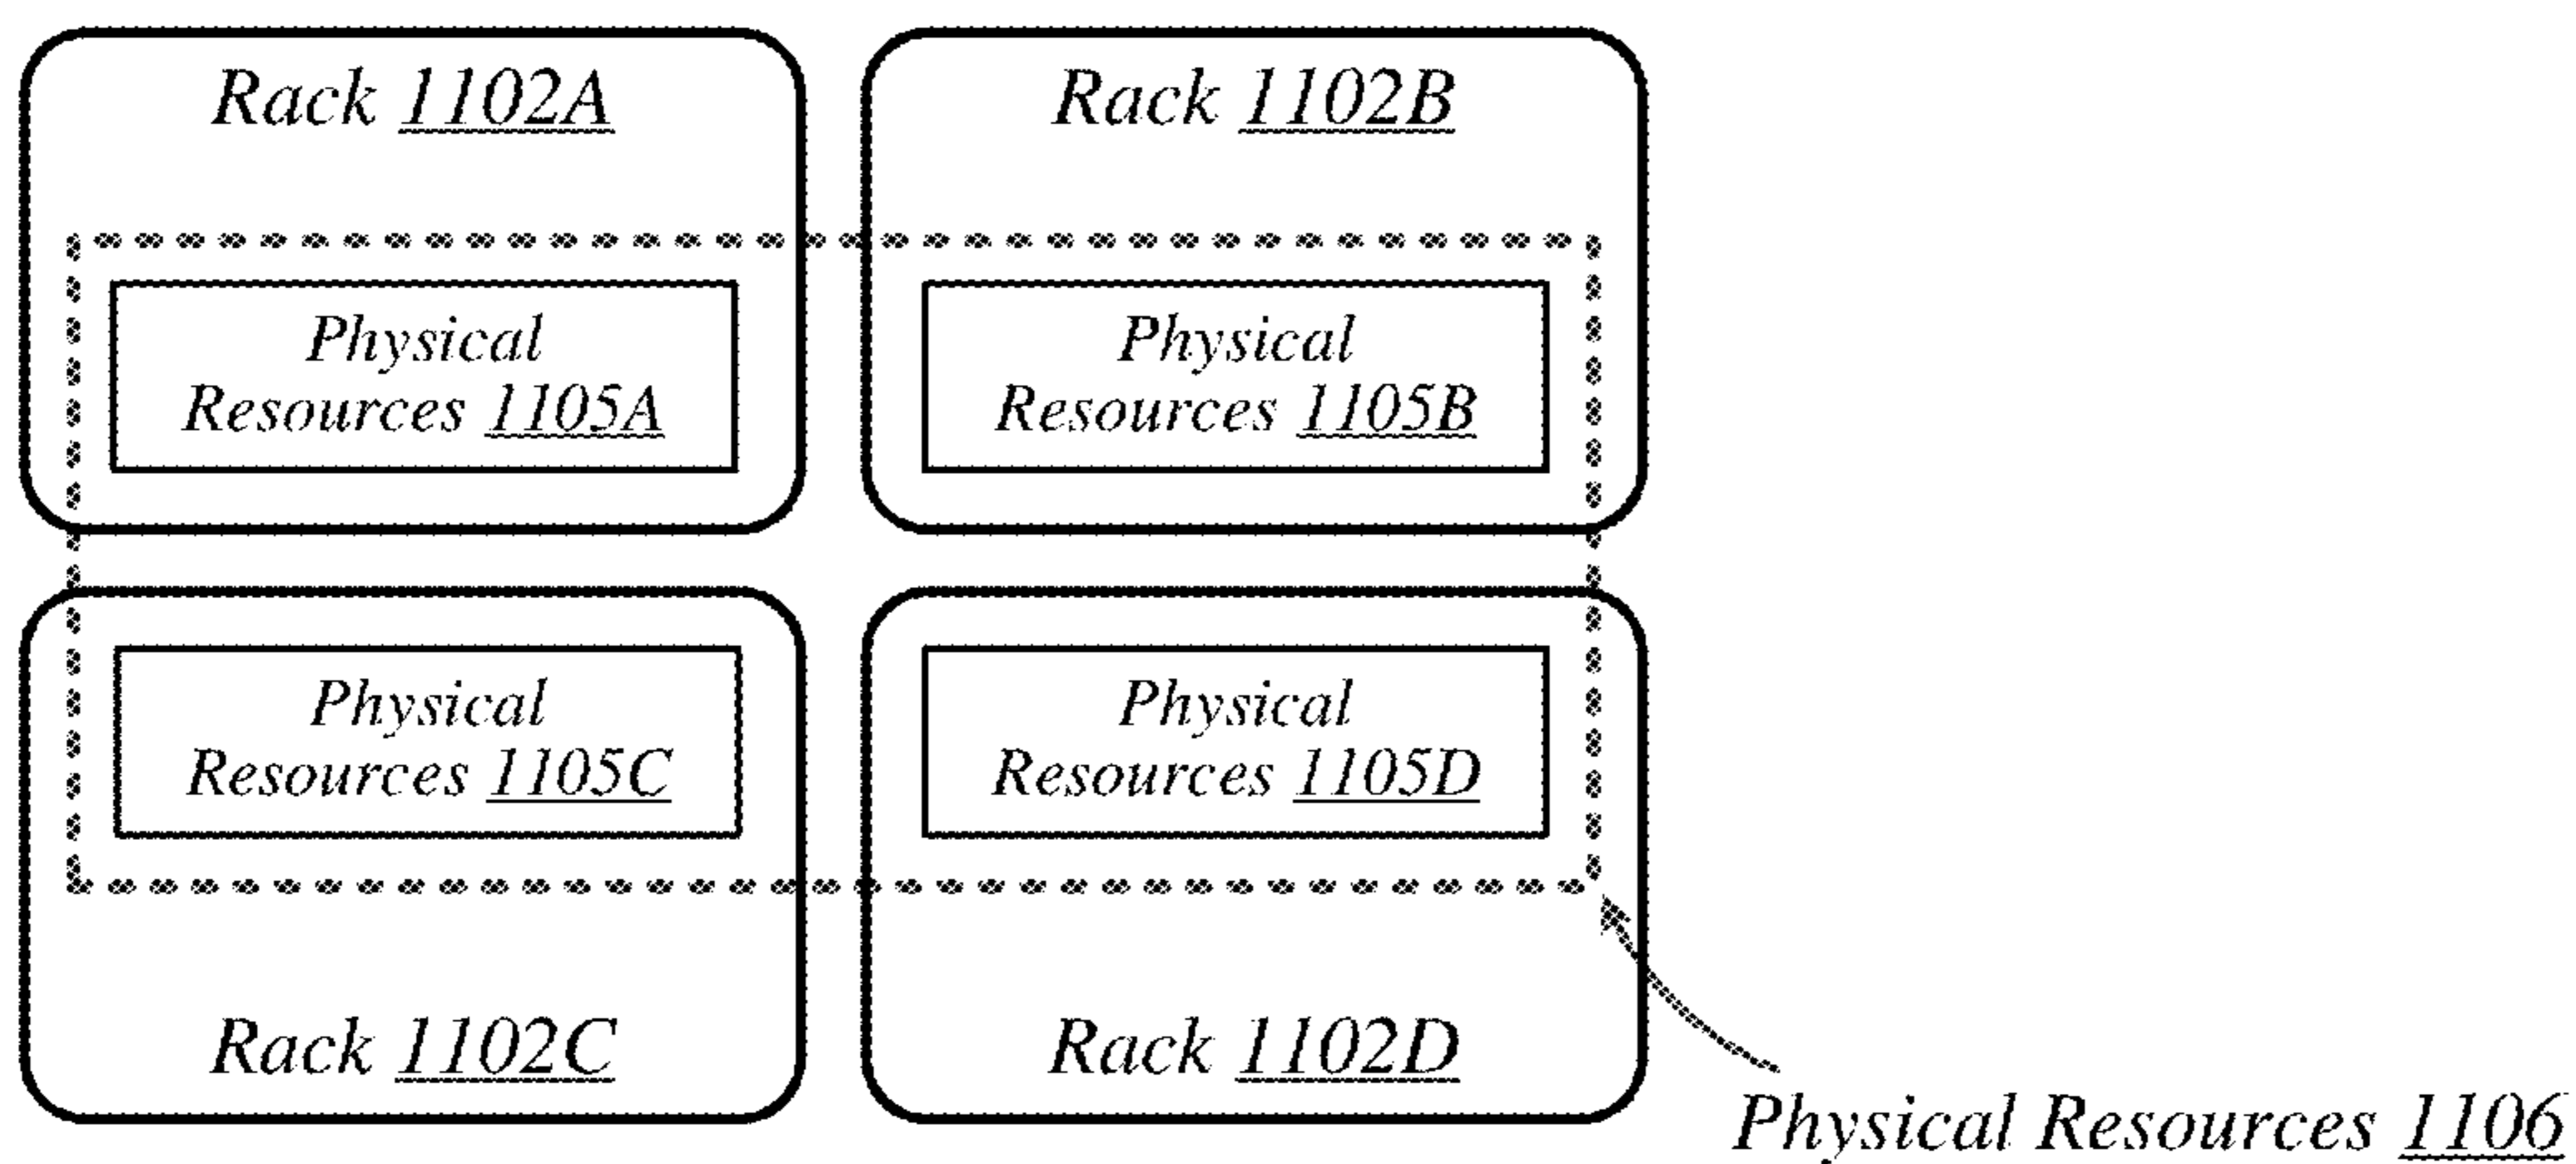 Rack 1102A
Rack 1102B
Physical
Resources 1105A
Physical
Resources 1105B
Physical
Resources 1105C
Physical
Resources 1105D
Rack 1102C
Rack 1102D
Physical Resources 1106